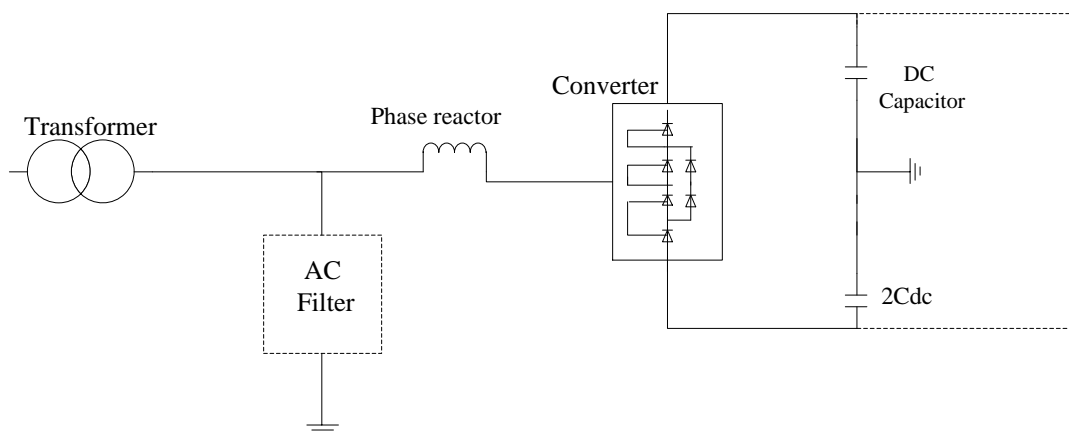 Transformer
Phase reactor
Converter
DC
Capacitor
AC
Filter
2Cdc